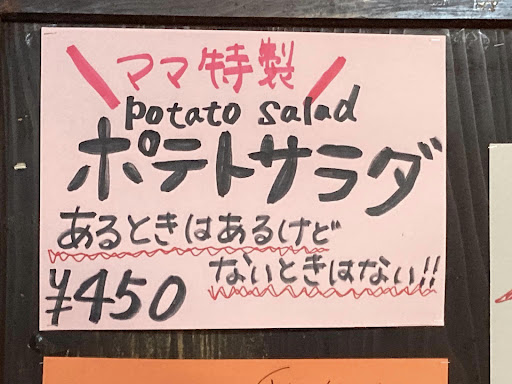 ママ特製
potato salad
ポテトサラダ
あるときはあるけど
ないときはない!!
¥450